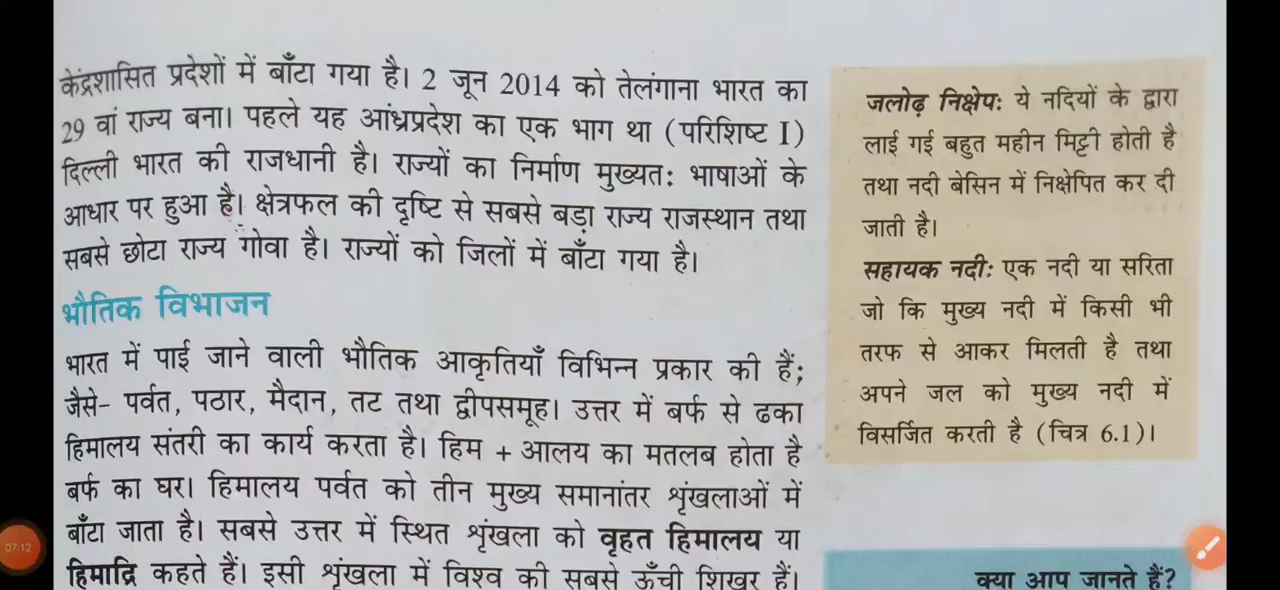 केंद्रशासित प्रदेशों में बाँटा गया है। 2 जून 2014 को तेलंगाना भारत का
29 वां राज्य बना। पहले यह आंध्रप्रदेश का एक भाग था (परिशिष्ट I)
दिल्ली भारत की राजधानी है। राज्यों का निर्माण मुख्यतः भाषाओं के
आधार पर हुआ है। क्षेत्रफल की दृष्टि से सबसे बड़ा राज्य राजस्थान तथा
सबसे छोटा राज्य गोवा है। राज्यों को जिलों में बाँटा गया है।
भौतिक विभाजन
भारत में पाई जाने वाली भौतिक आकृतियाँ विभिन्न प्रकार की हैं;
जैसे- पर्वत, पठार, मैदान, तट तथा द्वीपसमूह। उत्तर में बर्फ से ढका
हिमालय संतरी का कार्य करता है। हिम + आलय का मतलब होता है
बर्फ का घर। हिमालय पर्वत को तीन मुख्य समानांतर शृंखलाओं में
बाँटा जाता है। सबसे उत्तर में स्थित शृंखला को वृहत हिमालय या
हिमाद्रि कहते हैं। इसी शृंखला में विश्व की सबसे ऊँची शिखर हैं।
जलोढ़ निक्षेपः ये नदियों के द्वारा
लाई गई बहुत महीन मिट्टी होती है
तथा नदी बेसिन में निक्षेपित कर दी
जाती है।
सहायक नदीः एक नदी या सरिता
जो कि मुख्य नदी में किसी भी
तरफ से आकर मिलती है तथा
अपने जल को मुख्य नदी में
विसर्जित करती है (चित्र 6.1)।
क्या आप जानते हैं?
07:12